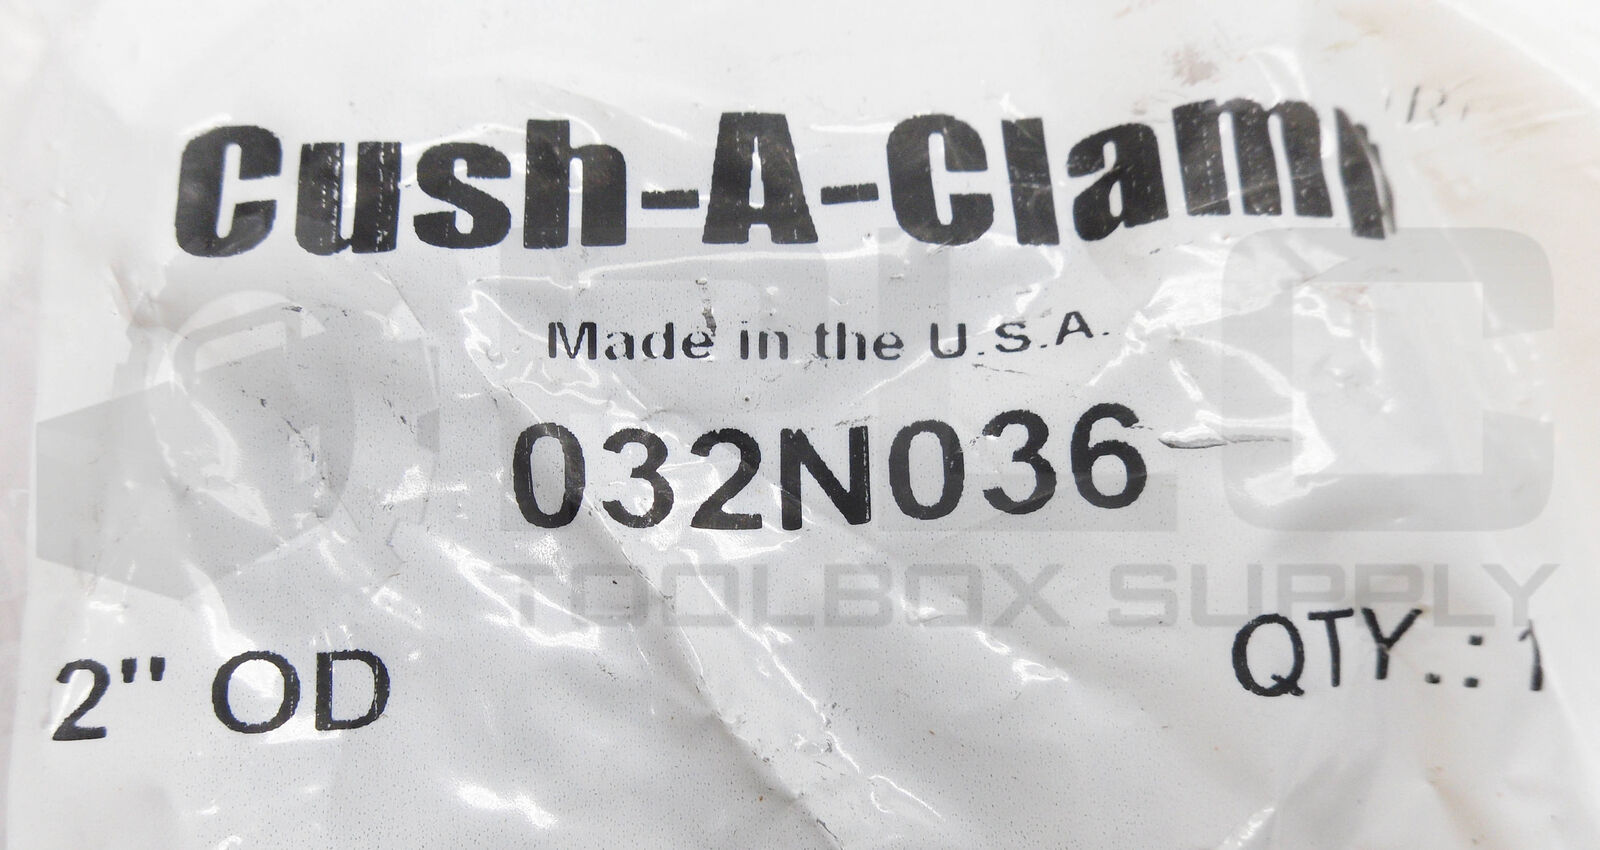 Cush-A-Clamp
Made in the U.S.A.
032N036
TOOLBOX SUPPLY
2" OD
QTY.: 1